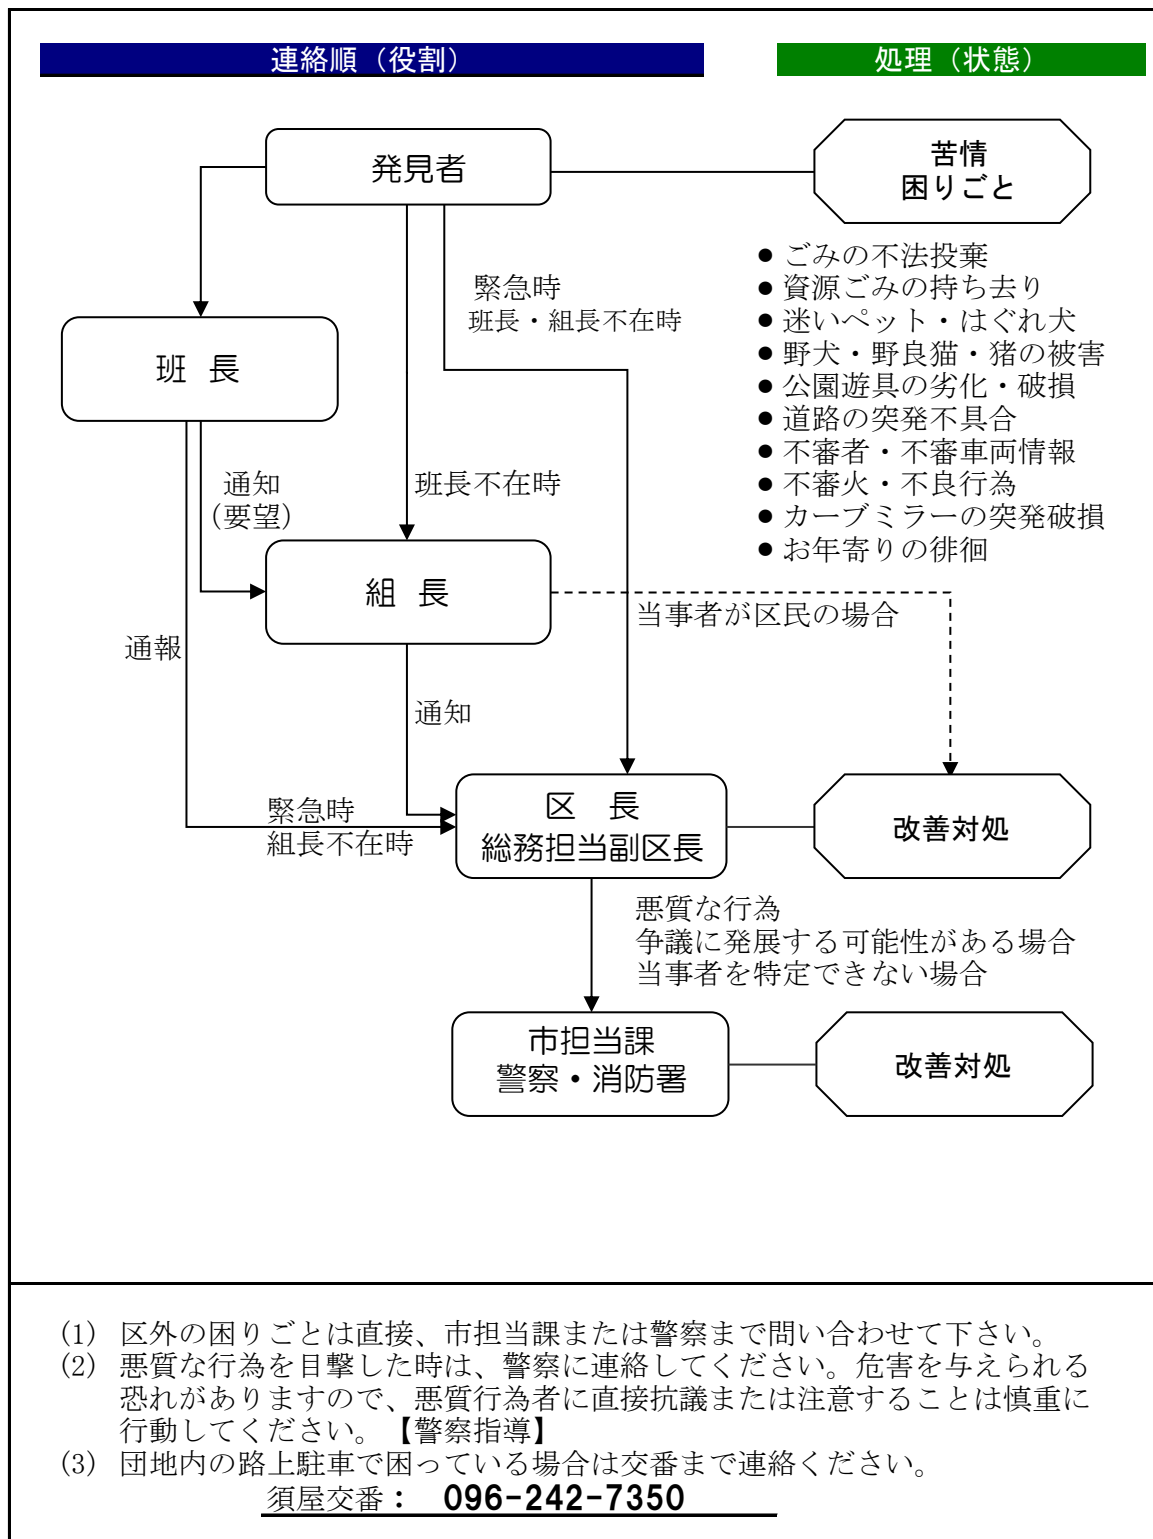 連絡順（役割）
処理（状態）
発見者
苦情
困りごと
● ごみの不法投棄
● 資源ごみの持ち去り
● 迷いペット・はぐれ犬
● 野犬・野良猫・猪の被害
● 公園遊具の劣化・破損
● 道路の突発不具合
● 不審者・不審車両情報
● 不審火・不良行為
● カーブミラーの突発破損
● お年寄りの徘徊
緊急時
班長・組長不在時
班 長
通知
（要望）
班長不在時
組 長
当事者が区民の場合
通報
通知
緊急時
組長不在時
区 長
総務担当副区長
改善対処
悪質な行為
争議に発展する可能性がある場合
当事者を特定できない場合
市担当課
警察・消防署
改善対処
(1) 区外の困りごとは直接、市担当課または警察まで問い合わせて下さい。
(2) 悪質な行為を目撃した時は、警察に連絡してください。危害を与えられる
恐れがありますので、悪質行為者に直接抗議または注意することは慎重に
行動してください。【警察指導】
(3) 団地内の路上駐車で困っている場合は交番まで連絡ください。
須屋交番： 096-242-7350